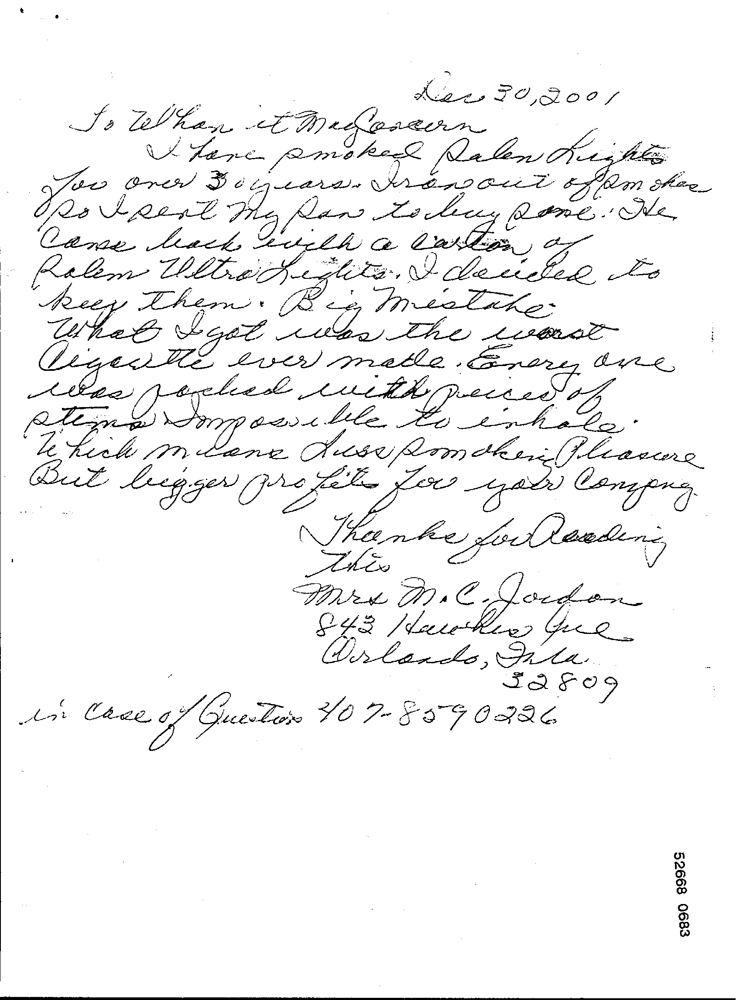 Dec 30, 2001
To Whom it May Concern
I have smoked Salem Lights
for over 30 years. I ran out of smokes
so I sent my son to buy some. He
came back with a carton of
Salem Ultra Lights. I decided to
keep them. Big Mistake
What I got was the worst
Cigarette ever made. Every one
was packed with peices of
stems Impossible to inhale.
Which means Less smoking Pleasure
But bigger profits for your Company.
Thanks for Reading
this
Mrs M. C. Jordon
843 Hawkes Ave
Orlando, Fla.
32809
in case of Question 407-8590226
52668 0683